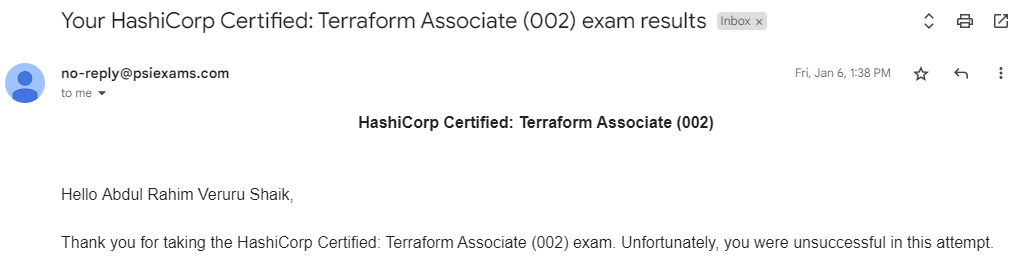 Your HashiCorp Certified: Terraform Associate (002) exam results Inbox ×
no-reply@psiexams.com Fri, Jan 6, 1:38 PM
to me
HashiCorp Certified: Terraform Associate (002)
Hello Abdul Rahim Veruru Shaik,
Thank you for taking the HashiCorp Certified: Terraform Associate (002) exam. Unfortunately, you were unsuccessful in this attempt.